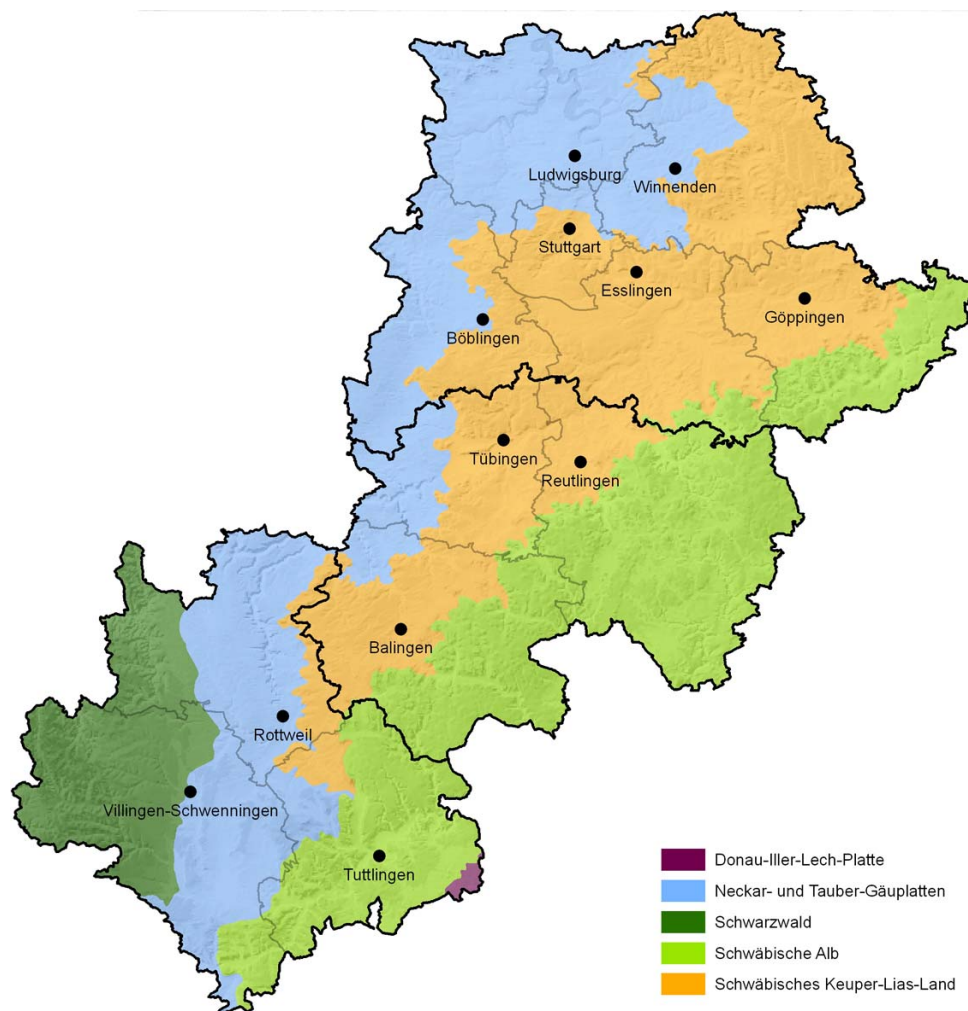 Ludwigsburg
Winnenden
Stuttgart
Esslingen
Göppingen
Böblingen
Tübingen
Reutlingen
Balingen
Rottweil
Villingen-Schwenningen
Tuttlingen
Donau-Iller-Lech-Platte
Neckar- und Tauber-Gäuplatten
Schwarzwald
Schwäbische Alb
Schwäbisches Keuper-Lias-Land